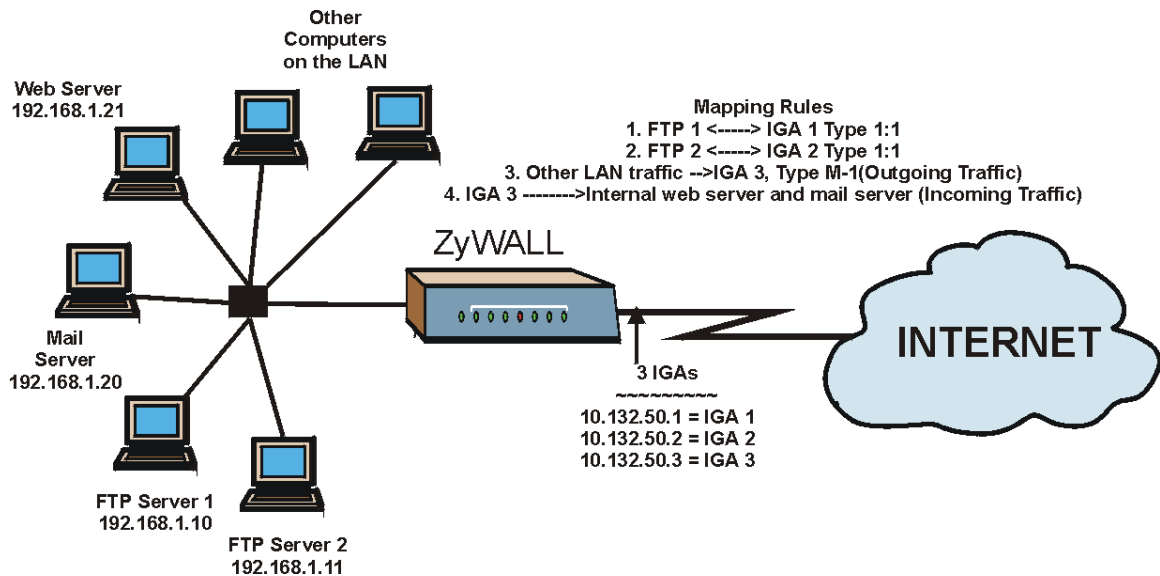 Other
Computers
on the LAN
Web Server
192.168.1.21
Mapping Rules
1. FTP 1 <-----> IGA 1 Type 1:1
2. FTP 2 <-----> IGA 2 Type 1:1
3. Other LAN traffic -->IGA 3, Type M-1(Outgoing Traffic)
4. IGA 3 -------->Internal web server and mail server (Incoming Traffic)
ZyWALL
INTERNET
Mail
Server
192.168.1.20
3 IGAs
~~~~~~~~~
10.132.50.1 = IGA 1
10.132.50.2 = IGA 2
10.132.50.3 = IGA 3
FTP Server 1
192.168.1.10
FTP Server 2
192.168.1.11